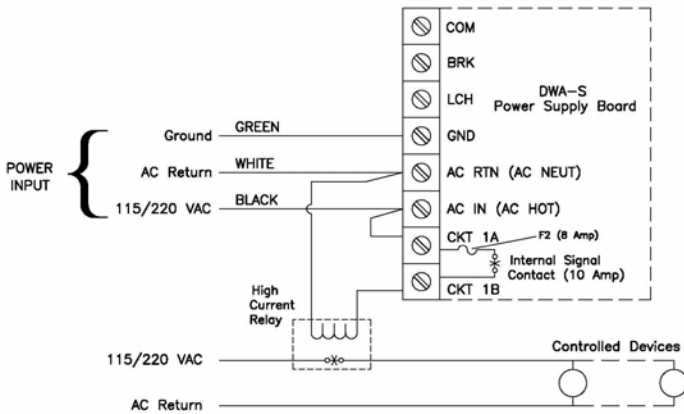 COM
BRK
LCH
DWA-S
Power Supply Board
POWER
INPUT
Ground
GREEN
GND
AC Return
WHITE
AC RTN (AC NEUT)
115/220 VAC
BLACK
AC IN (AC HOT)
CKT 1A
F2 (8 Amp)
Internal Signal
Contact (10 Amp)
CKT 1B
High
Current
Relay
115/220 VAC
Controlled Devices
AC Return